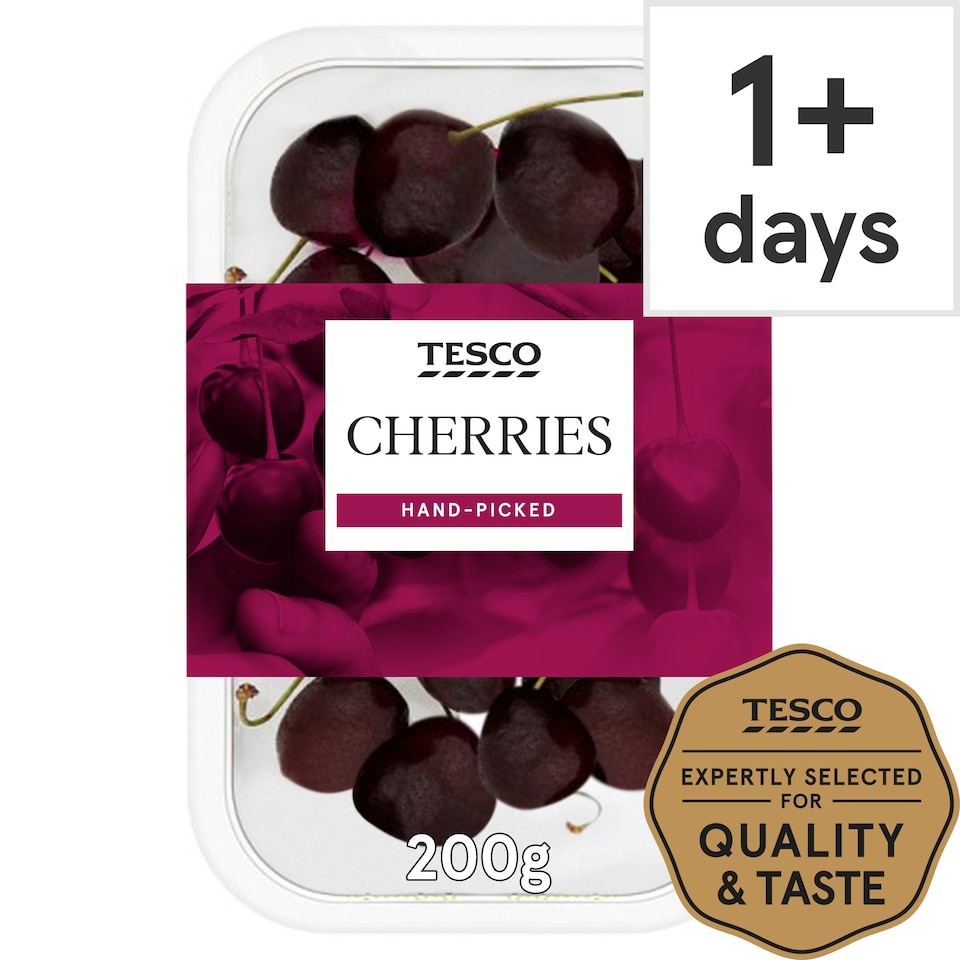 1+
days
TESCO
CHERRIES
HAND-PICKED
200g
TESCO
EXPERTLY SELECTED
FOR
QUALITY
& TASTE